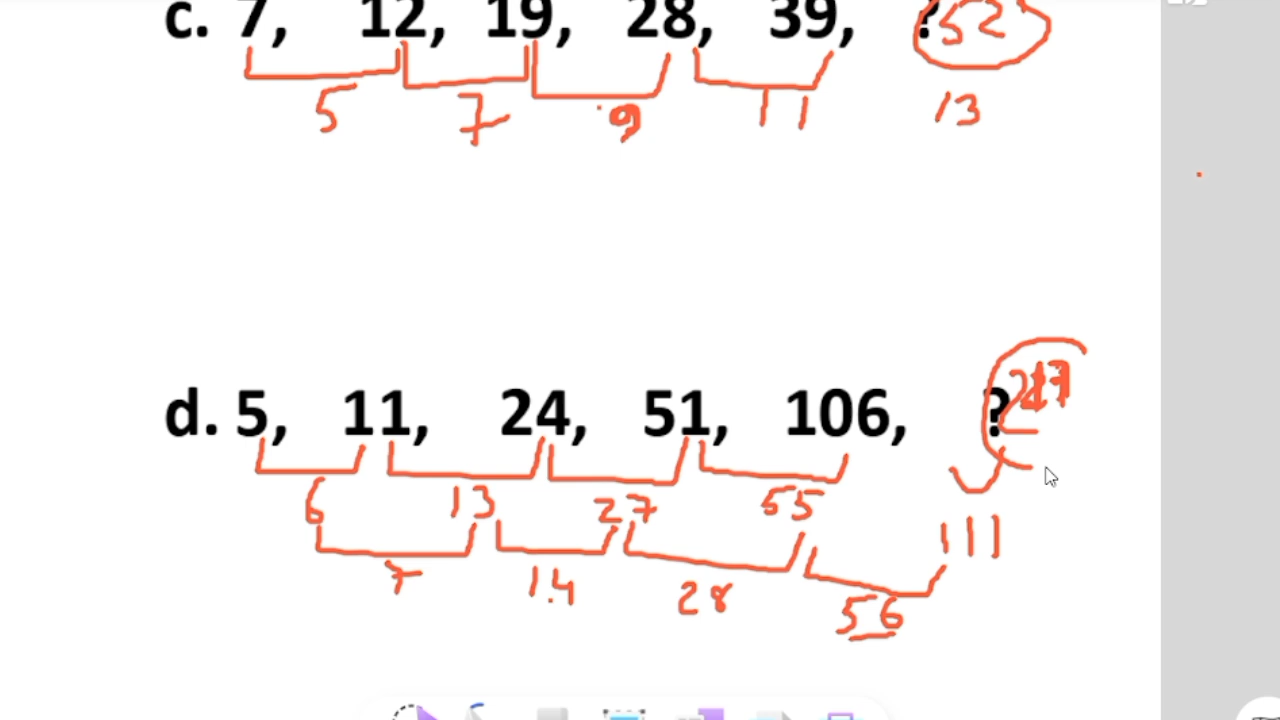 c. 7, 12, 19, 28, 39, ? 52
5 7 9 11 13
d. 5, 11, 24, 51, 106, ? 217
6 13 27 55 111
7 14 28 56